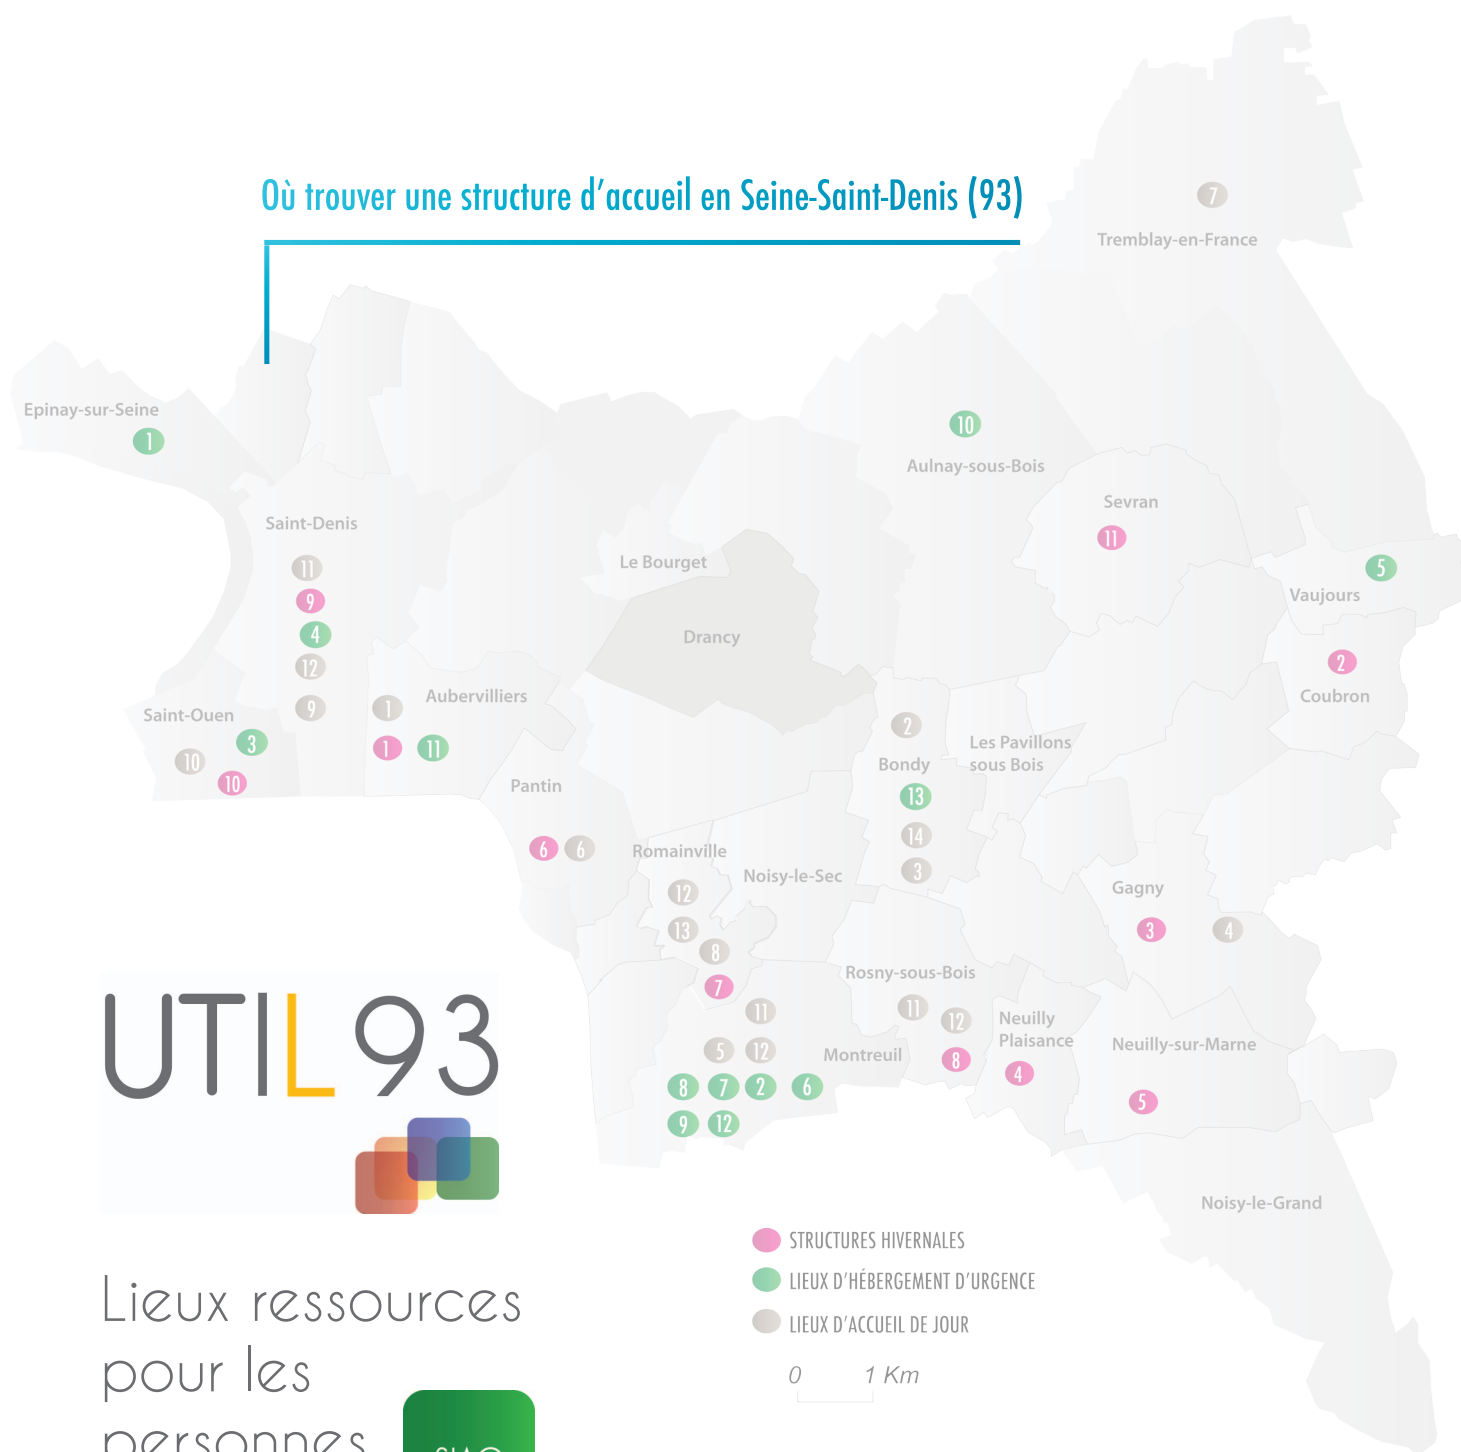 Où trouver une structure d'accueil en Seine-Saint-Denis (93)
7
Tremblay-en-France
Epinay-sur-Seine
1
10
Aulnay-sous-Bois
Sevran
11
Saint-Denis
11
9
4
12
9
Le Bourget
Drancy
5
Vaujours
2
Coubron
Saint-Ouen
3
10
10
Aubervilliers
1
1
11
2
Bondy
13
14
3
Les Pavillons
sous Bois
Pantin
6
6
Romainville
12
13
8
7
Noisy-le-Sec
Gagny
3
4
Rosny-sous-Bois
11
12
8
Neuilly
Plaisance
4
Neuilly-sur-Marne
5
11
5
12
Montreuil
8
7
2
6
9
12
Noisy-le-Grand
UTIL 93
STRUCTURES HIVERNALES
LIEUX D'HÉBERGEMENT D'URGENCE
LIEUX D'ACCUEIL DE JOUR
0 1 Km
Lieux ressources
pour les
personnes
SIAO